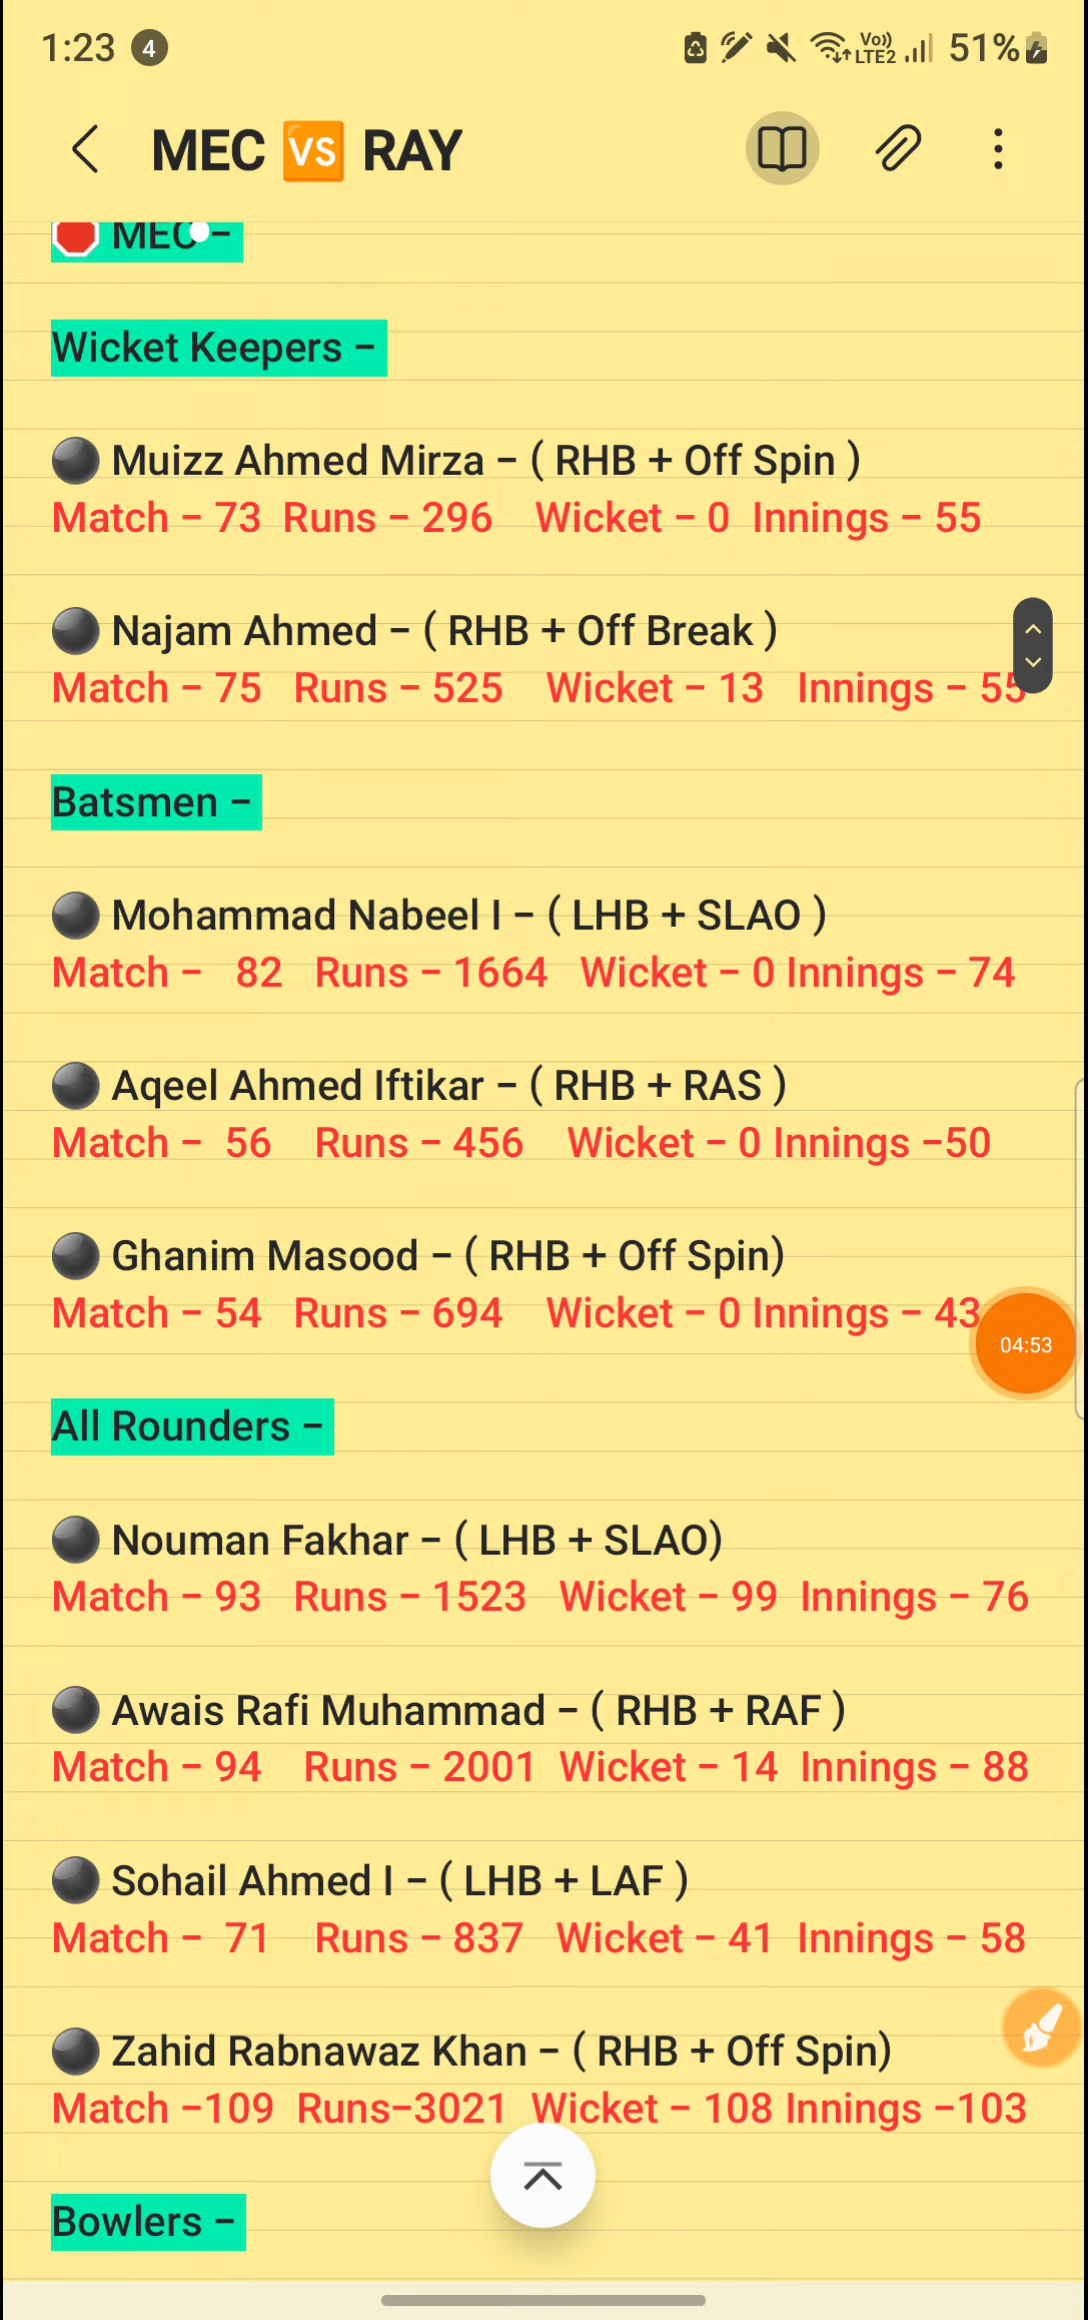 1:23 4 Vo)) LTE2 51%
MEC VS RAY
MEC –
Wicket Keepers –
Muizz Ahmed Mirza – ( RHB + Off Spin )
Match – 73 Runs – 296 Wicket – 0 Innings – 55
Najam Ahmed – ( RHB + Off Break )
Match – 75 Runs – 525 Wicket – 13 Innings – 55
Batsmen –
Mohammad Nabeel I – ( LHB + SLAO )
Match – 82 Runs – 1664 Wicket – 0 Innings – 74
Aqeel Ahmed Iftikar – ( RHB + RAS )
Match – 56 Runs – 456 Wicket – 0 Innings –50
Ghanim Masood – ( RHB + Off Spin)
Match – 54 Runs – 694 Wicket – 0 Innings – 43
04:53
All Rounders –
Nouman Fakhar – ( LHB + SLAO)
Match – 93 Runs – 1523 Wicket – 99 Innings – 76
Awais Rafi Muhammad – ( RHB + RAF )
Match – 94 Runs – 2001 Wicket – 14 Innings – 88
Sohail Ahmed I – ( LHB + LAF )
Match – 71 Runs – 837 Wicket – 41 Innings – 58
Zahid Rabnawaz Khan – ( RHB + Off Spin)
Match –109 Runs–3021 Wicket – 108 Innings –103
Bowlers –